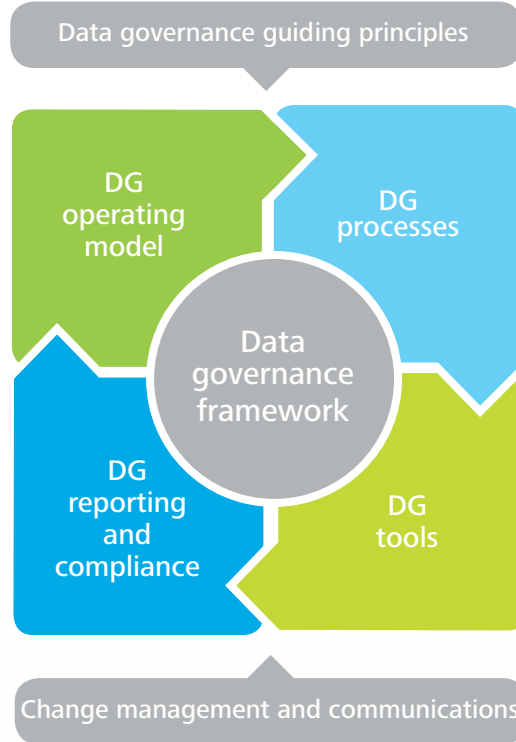 Data governance guiding principles
DG
operating
model
DG
processes
Data
governance
framework
DG
reporting
and
compliance
DG
tools
Change management and communications